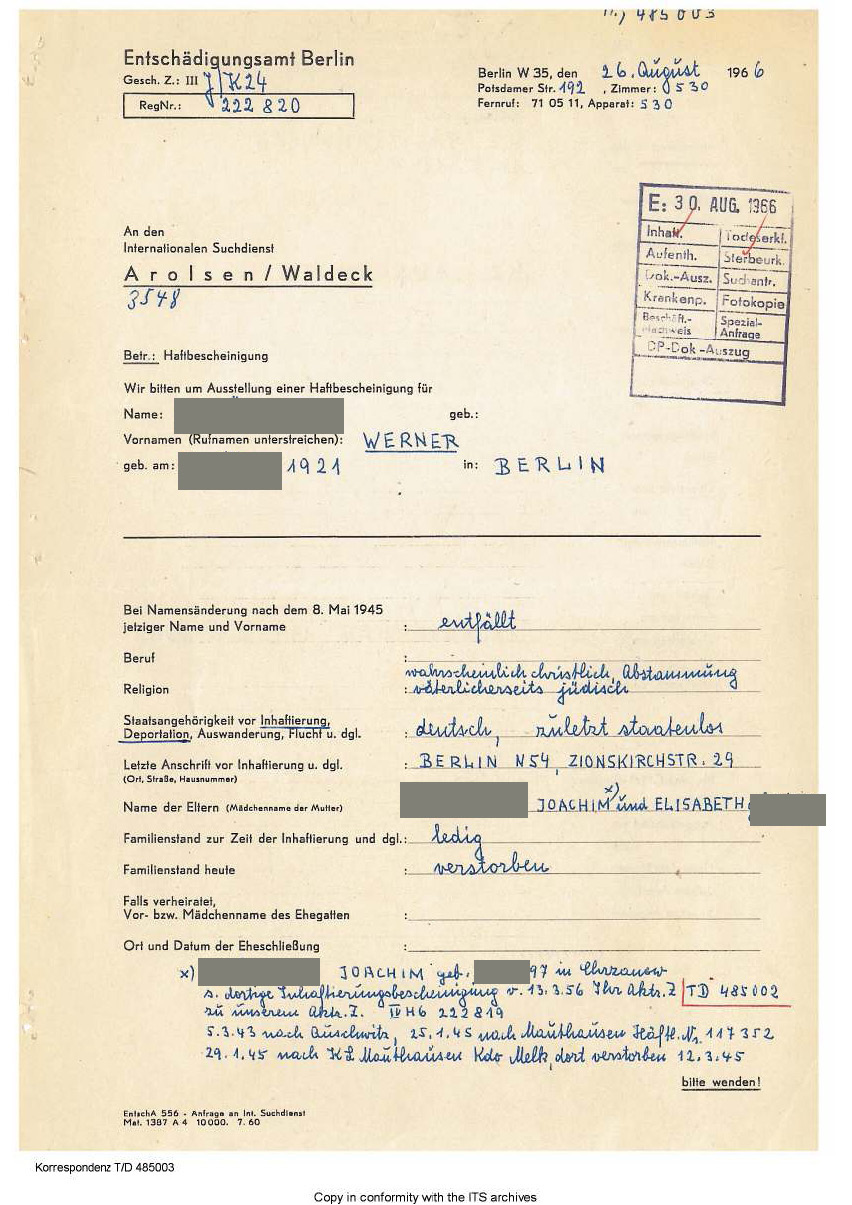 485003
Entschädigungsamt Berlin
Gesch. Z.: III J/K24
RegNr.: 222 820
Berlin W 35, den 26. August 1966
Potsdamer Str. 192 , Zimmer: 530
Fernruf: 71 05 11, Apparat: 530
E: 30. AUG. 1966
Inhaft. Todeserkl.
Aufenth. Sterbeurk.
Dok.-Ausz. Suchantr.
Krankenp. Fotokopie
Beschäft.- Spezial-
nachweis Anfrage
DP-Dok-Auszug
An den
Internationalen Suchdienst
Arolsen/Waldeck
3548
Betr.: Haftbescheinigung
Wir bitten um Ausstellung einer Haftbescheinigung für
Name: geb.:
Vornamen (Rufnamen unterstreichen): WERNER
geb. am: 1921 in: BERLIN
Bei Namensänderung nach dem 8. Mai 1945
jetziger Name und Vorname : entfällt
Beruf :
wahrscheinlich christlich, Abstammung
Religion : väterlicherseits jüdisch
Staatsangehörigkeit vor Inhaftierung,
Deportation, Auswanderung, Flucht u. dgl. : deutsch, zuletzt staatenlos
Letzte Anschrift vor Inhaftierung u. dgl. : BERLIN N54, ZIONSKIRCHSTR. 29
(Ort, Straße, Hausnummer)
Name der Eltern (Mädchenname der Mutter) JOACHIM x) und ELISABETH
Familienstand zur Zeit der Inhaftierung und dgl.: ledig
Familienstand heute : verstorben
Falls verheiratet,
Vor- bzw. Mädchenname des Ehegatten :
Ort und Datum der Eheschließung :
x) JOACHIM geb. 97 in Chrzanow
s. dortige Inhaftierungsbescheinigung v. 13.3.56 Ihr Aktz. TD 485002
zu unserem Akt.Z. IV H6 222819
5.3.43 nach Auschwitz, 25.1.45 nach Mauthausen Häftl. Nr. 117352
29.1.45 nach KL Mauthausen Kdo Melk, dort verstorben 12.3.45
bitte wenden!
EntschA 556 - Anfrage an Int. Suchdienst
Mat. 1387 A 4 10000. 7. 60
Korrespondenz T/D 485003
Copy in conformity with the ITS archives